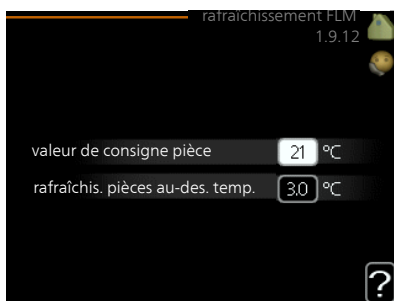 rafraîchissement FLM
1.9.12
valeur de consigne pièce 21 °C
rafraîchis. pièces au-des. temp. 3.0 °C
?